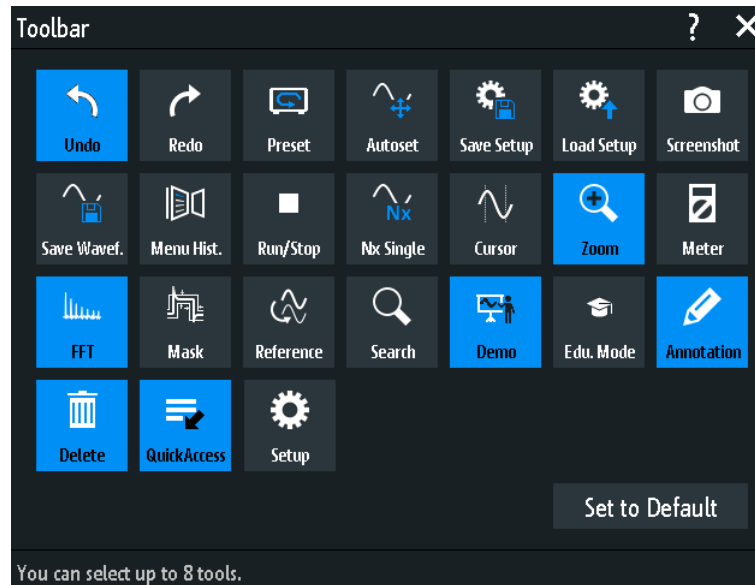 Toolbar ?
Undo Redo Preset Autoset Save Setup Load Setup Screenshot
Nx
Save Wavef. Menu Hist. Run/Stop Nx Single Cursor Zoom Meter
FFT Mask Reference Search Demo Edu. Mode Annotation
Delete QuickAccess Setup
Set to Default
You can select up to 8 tools.